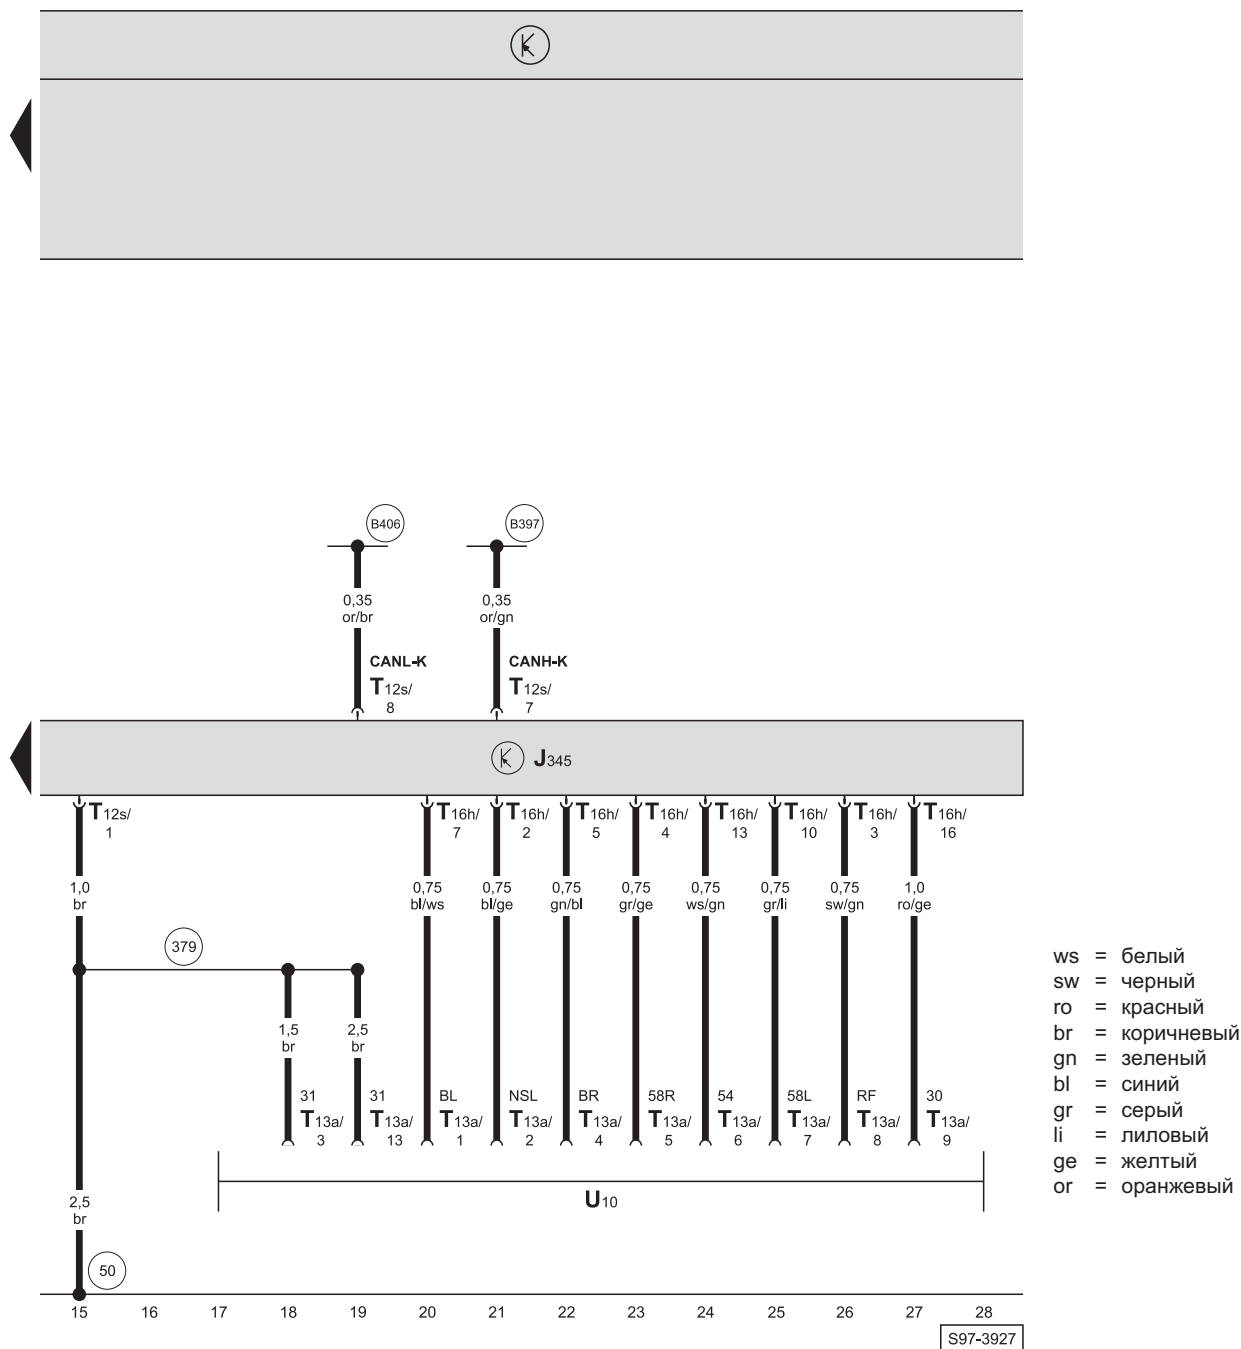 B406
B397
0,35
or/br
0,35
or/gn
CANL-K
T12s/
8
CANH-K
T12s/
7
J345
T12s/
1
T16h/
7
T16h/
2
T16h/
5
T16h/
4
T16h/
13
T16h/
10
T16h/
3
T16h/
16
1,0
br
0,75
bl/ws
0,75
bl/ge
0,75
gn/bl
0,75
gr/ge
0,75
ws/gn
0,75
gr/li
0,75
sw/gn
1,0
ro/ge
379
1,5
br
2,5
br
31
T13a/
3
31
T13a/
13
BL
T13a/
1
NSL
T13a/
2
BR
T13a/
4
58R
T13a/
5
54
T13a/
6
58L
T13a/
7
RF
T13a/
8
30
T13a/
9
U10
2,5
br
50
15 16 17 18 19 20 21 22 23 24 25 26 27 28
S97-3927
ws = белый
sw = черный
ro = красный
br = коричневый
gn = зеленый
bl = синий
gr = серый
li = лиловый
ge = желтый
or = оранжевый